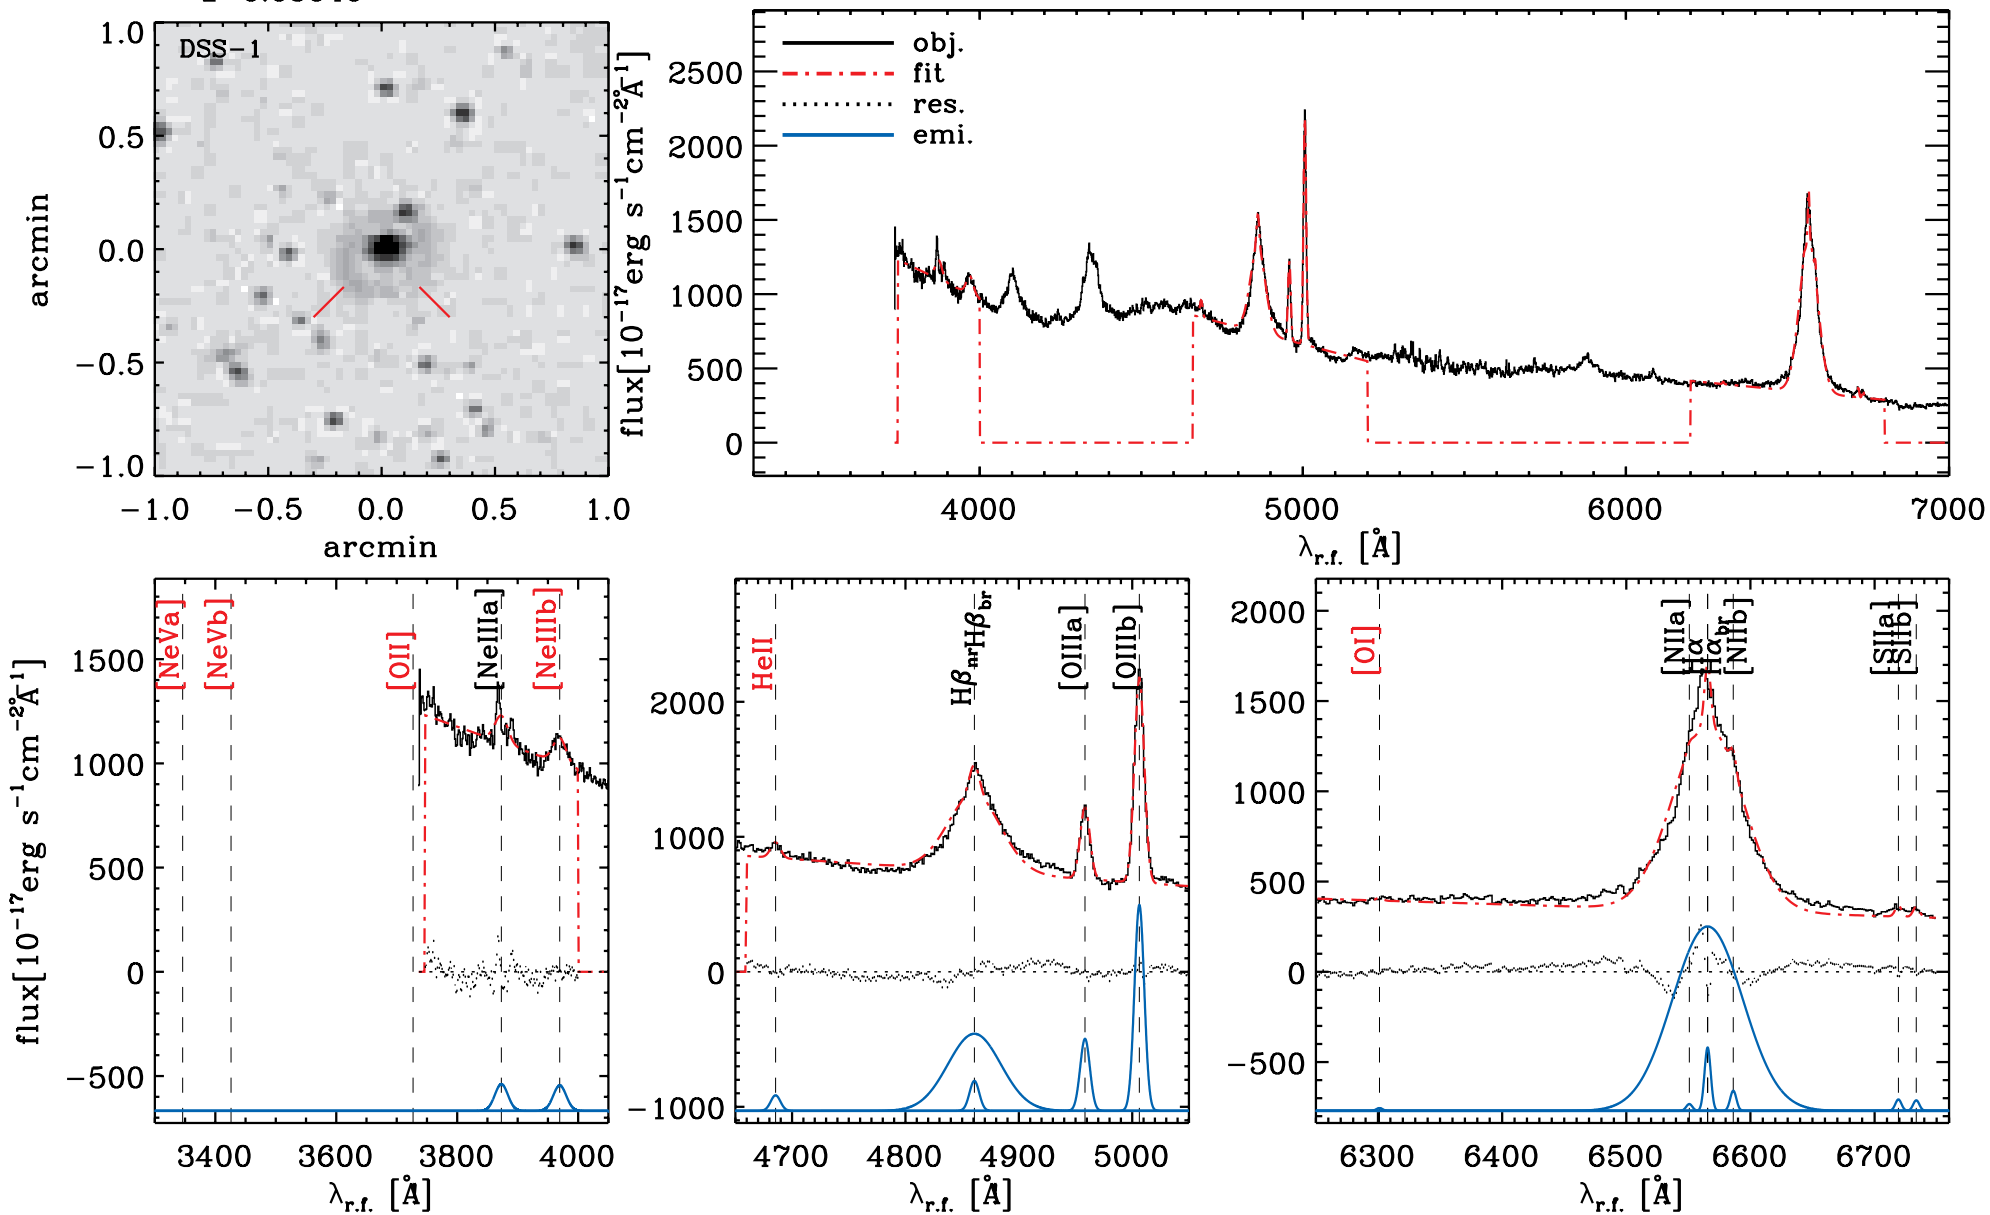 DSS-1
1.0
0.5
0.0
-0.5
-1.0
arcmin
-1.0 -0.5 0.0 0.5 1.0
arcmin
flux[10⁻¹⁷erg s⁻¹cm⁻²Å⁻¹]
2500
2000
1500
1000
500
0
obj.
fit
res.
emi.
4000 5000 6000 7000
λr.f. [Å]
flux[10⁻¹⁷erg s⁻¹cm⁻²Å⁻¹]
1500
1000
500
0
-500
[NeVa]
[NeVb]
[OII]
[NeIIIa]
[NeIIIb]
3400 3600 3800 4000
λr.f. [Å]
2000
1000
0
-1000
HeII
Hβnr
Hβbr
[OIIIa]
[OIIIb]
4700 4800 4900 5000
λr.f. [Å]
2000
1500
1000
500
0
-500
[OI]
[NIIa]
Hα
Hαbr
[NIIb]
[SIIa]
[SIIb]
6300 6400 6500 6600 6700
λr.f. [Å]